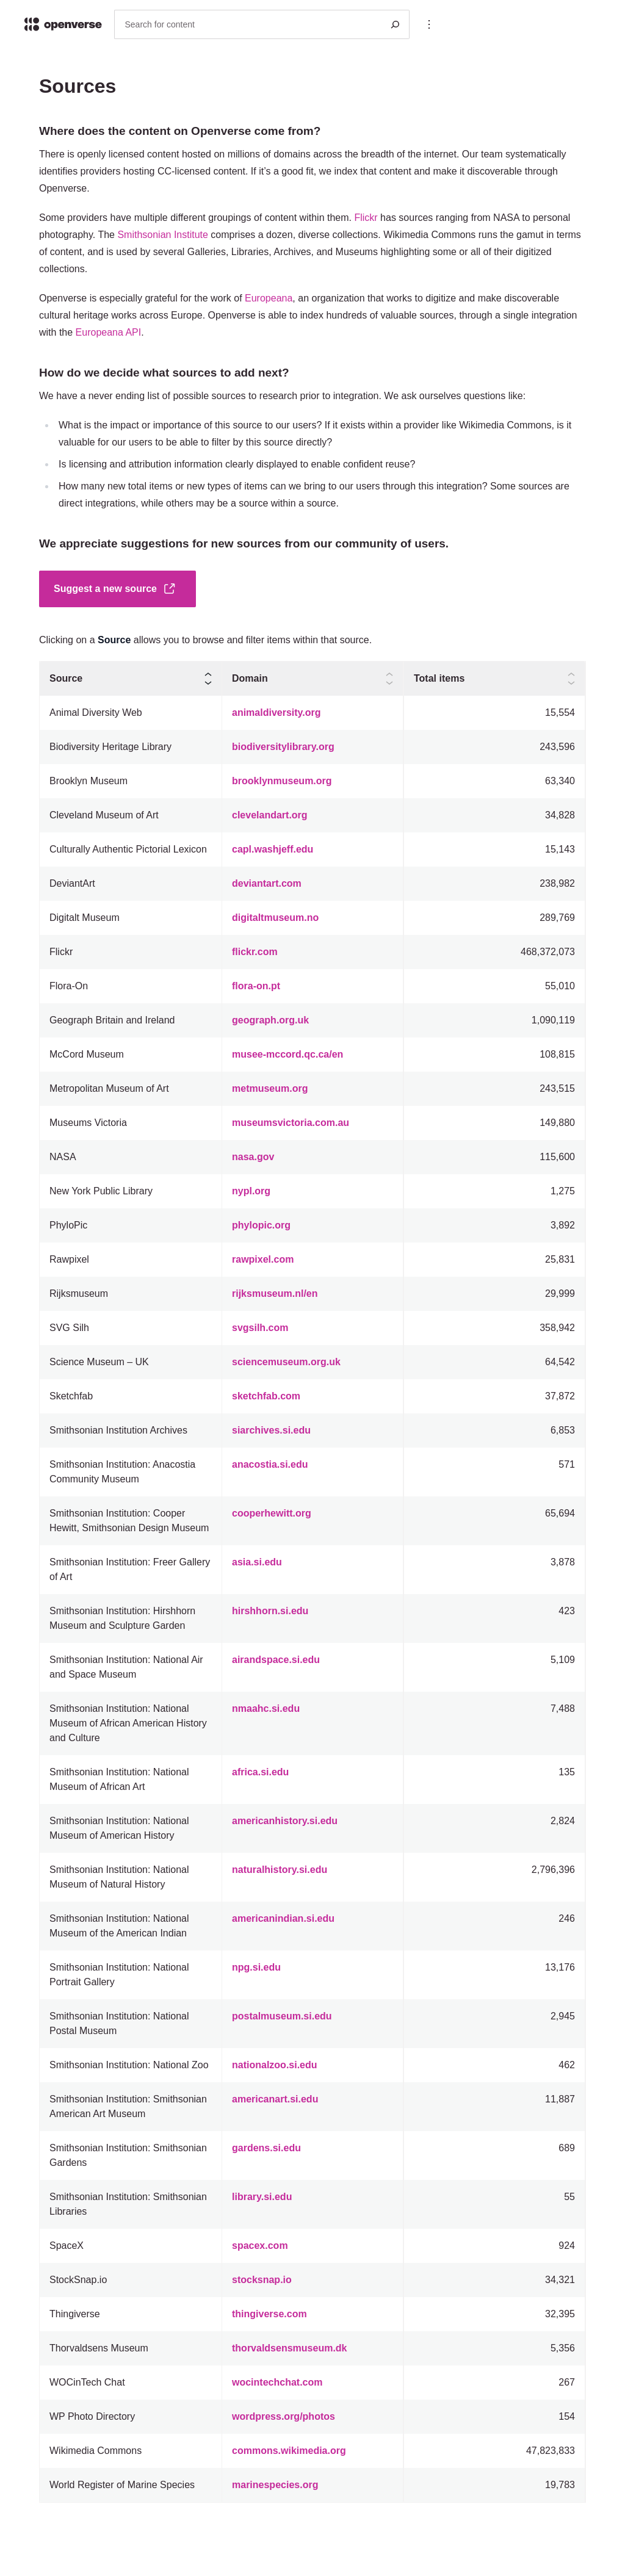 openverse
Search for content
Sources
Where does the content on Openverse come from?
There is openly licensed content hosted on millions of domains across the breadth of the internet. Our team systematically
identifies providers hosting CC-licensed content. If it's a good fit, we index that content and make it discoverable through
Openverse.
Some providers have multiple different groupings of content within them. Flickr has sources ranging from NASA to personal
photography. The Smithsonian Institute comprises a dozen, diverse collections. Wikimedia Commons runs the gamut in terms
of content, and is used by several Galleries, Libraries, Archives, and Museums highlighting some or all of their digitized
collections.
Openverse is especially grateful for the work of Europeana, an organization that works to digitize and make discoverable
cultural heritage works across Europe. Openverse is able to index hundreds of valuable sources, through a single integration
with the Europeana API.
How do we decide what sources to add next?
We have a never ending list of possible sources to research prior to integration. We ask ourselves questions like:
What is the impact or importance of this source to our users? If it exists within a provider like Wikimedia Commons, is it
valuable for our users to be able to filter by this source directly?
Is licensing and attribution information clearly displayed to enable confident reuse?
How many new total items or new types of items can we bring to our users through this integration? Some sources are
direct integrations, while others may be a source within a source.
We appreciate suggestions for new sources from our community of users.
Suggest a new source
Clicking on a Source allows you to browse and filter items within that source.
Source Domain Total items
Animal Diversity Web animaldiversity.org 15,554
Biodiversity Heritage Library biodiversitylibrary.org 243,596
Brooklyn Museum brooklynmuseum.org 63,340
Cleveland Museum of Art clevelandart.org 34,828
Culturally Authentic Pictorial Lexicon capl.washjeff.edu 15,143
DeviantArt deviantart.com 238,982
Digitalt Museum digitaltmuseum.no 289,769
Flickr flickr.com 468,372,073
Flora-On flora-on.pt 55,010
Geograph Britain and Ireland geograph.org.uk 1,090,119
McCord Museum musee-mccord.qc.ca/en 108,815
Metropolitan Museum of Art metmuseum.org 243,515
Museums Victoria museumsvictoria.com.au 149,880
NASA nasa.gov 115,600
New York Public Library nypl.org 1,275
PhyloPic phylopic.org 3,892
Rawpixel rawpixel.com 25,831
Rijksmuseum rijksmuseum.nl/en 29,999
SVG Silh svgsilh.com 358,942
Science Museum – UK sciencemuseum.org.uk 64,542
Sketchfab sketchfab.com 37,872
Smithsonian Institution Archives siarchives.si.edu 6,853
Smithsonian Institution: Anacostia anacostia.si.edu 571
Community Museum
Smithsonian Institution: Cooper cooperhewitt.org 65,694
Hewitt, Smithsonian Design Museum
Smithsonian Institution: Freer Gallery asia.si.edu 3,878
of Art
Smithsonian Institution: Hirshhorn hirshhorn.si.edu 423
Museum and Sculpture Garden
Smithsonian Institution: National Air airandspace.si.edu 5,109
and Space Museum
Smithsonian Institution: National nmaahc.si.edu 7,488
Museum of African American History
and Culture
Smithsonian Institution: National africa.si.edu 135
Museum of African Art
Smithsonian Institution: National americanhistory.si.edu 2,824
Museum of American History
Smithsonian Institution: National naturalhistory.si.edu 2,796,396
Museum of Natural History
Smithsonian Institution: National americanindian.si.edu 246
Museum of the American Indian
Smithsonian Institution: National npg.si.edu 13,176
Portrait Gallery
Smithsonian Institution: National postalmuseum.si.edu 2,945
Postal Museum
Smithsonian Institution: National Zoo nationalzoo.si.edu 462
Smithsonian Institution: Smithsonian americanart.si.edu 11,887
American Art Museum
Smithsonian Institution: Smithsonian gardens.si.edu 689
Gardens
Smithsonian Institution: Smithsonian library.si.edu 55
Libraries
SpaceX spacex.com 924
StockSnap.io stocksnap.io 34,321
Thingiverse thingiverse.com 32,395
Thorvaldsens Museum thorvaldsensmuseum.dk 5,356
WOCinTech Chat wocintechchat.com 267
WP Photo Directory wordpress.org/photos 154
Wikimedia Commons commons.wikimedia.org 47,823,833
World Register of Marine Species marinespecies.org 19,783